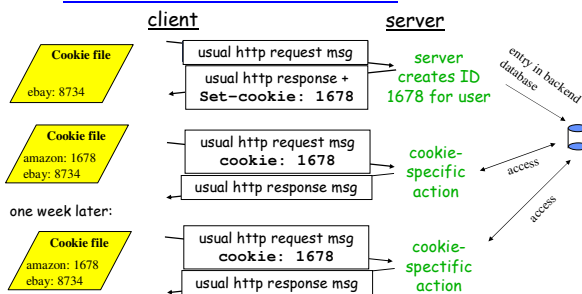 client
server
Cookie file
ebay: 8734
usual http request msg
usual http response +
Set-cookie: 1678
server
creates ID
1678 for user
entry in backend
database
Cookie file
amazon: 1678
ebay: 8734
usual http request msg
cookie: 1678
usual http response msg
cookie-
specific
action
access
access
one week later:
Cookie file
amazon: 1678
ebay: 8734
usual http request msg
cookie: 1678
usual http response msg
cookie-
spectific
action